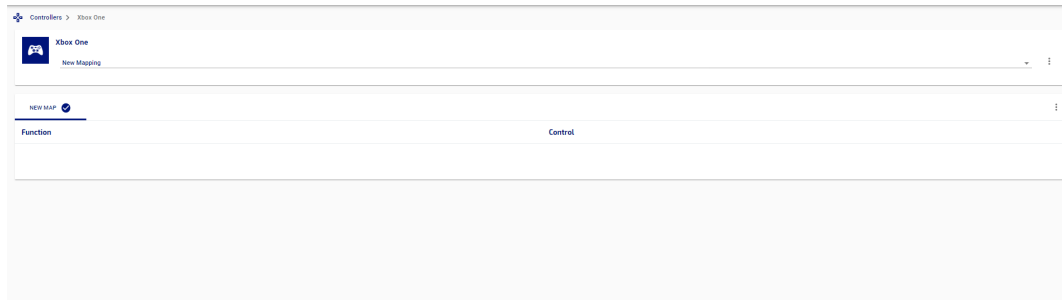 Controllers > Xbox One
Xbox One
New Mapping
NEW MAP
Function Control